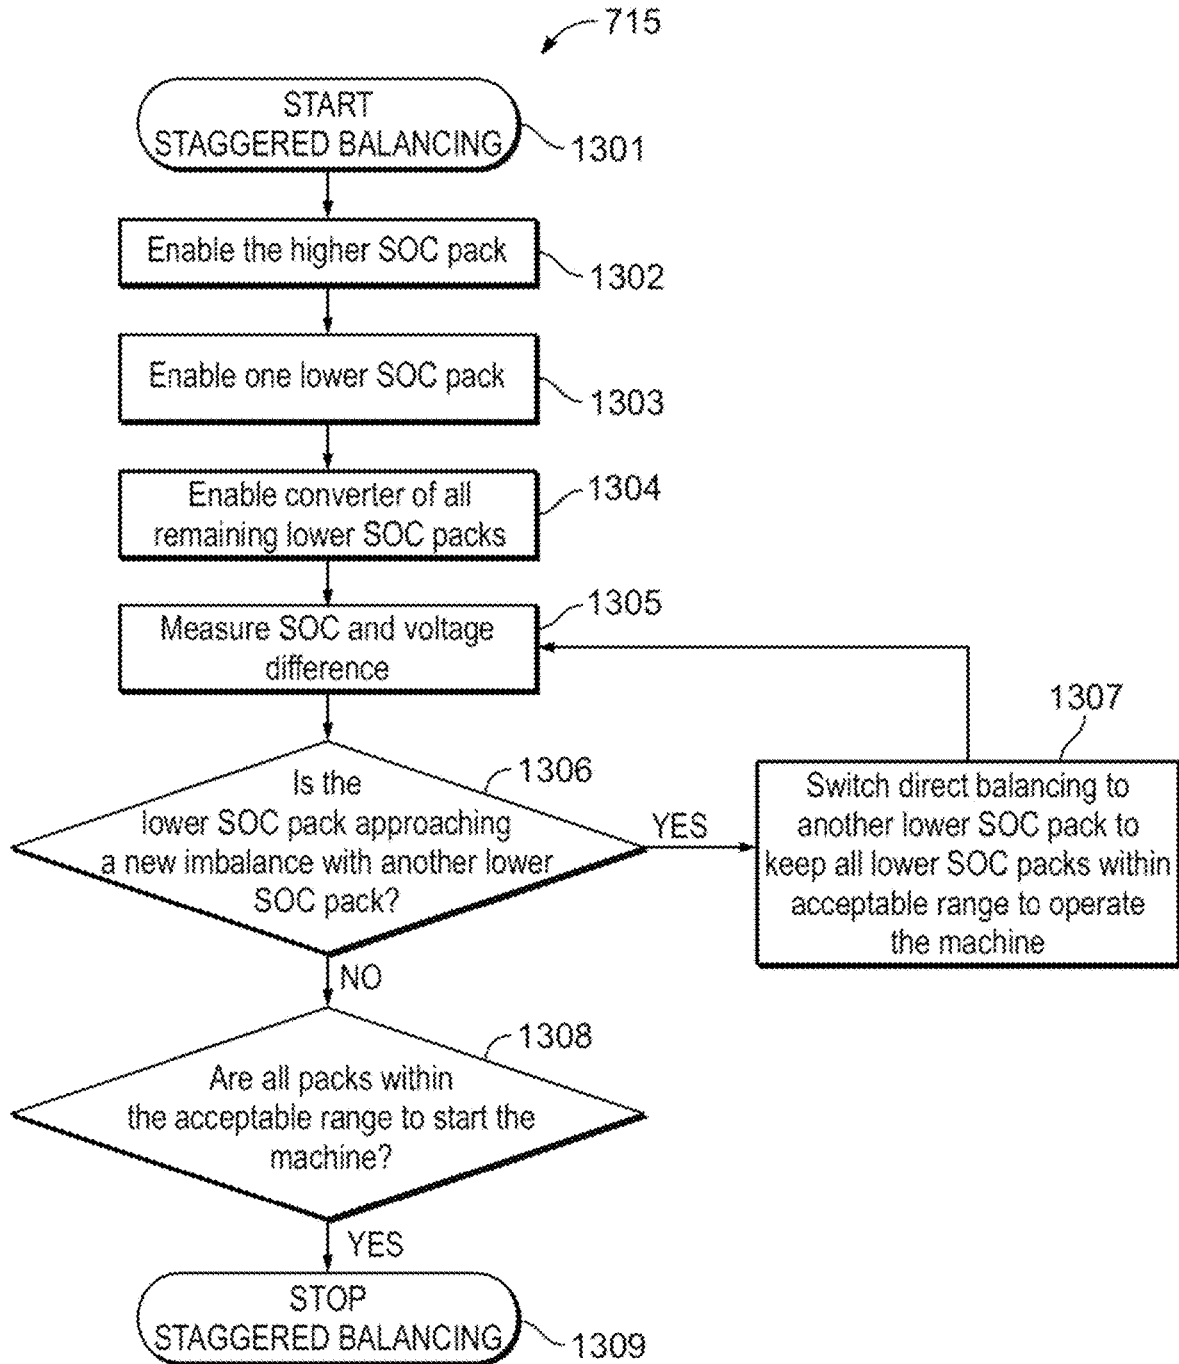 715
START
STAGGERED BALANCING
1301
Enable the higher SOC pack
1302
Enable one lower SOC pack
1303
Enable converter of all
remaining lower SOC packs
1304
Measure SOC and voltage
difference
1305
Is the
lower SOC pack approaching
a new imbalance with another lower
SOC pack?
1306
YES
Switch direct balancing to
another lower SOC pack to
keep all lower SOC packs within
acceptable range to operate
the machine
1307
NO
Are all packs within
the acceptable range to start the
machine?
1308
YES
STOP
STAGGERED BALANCING
1309